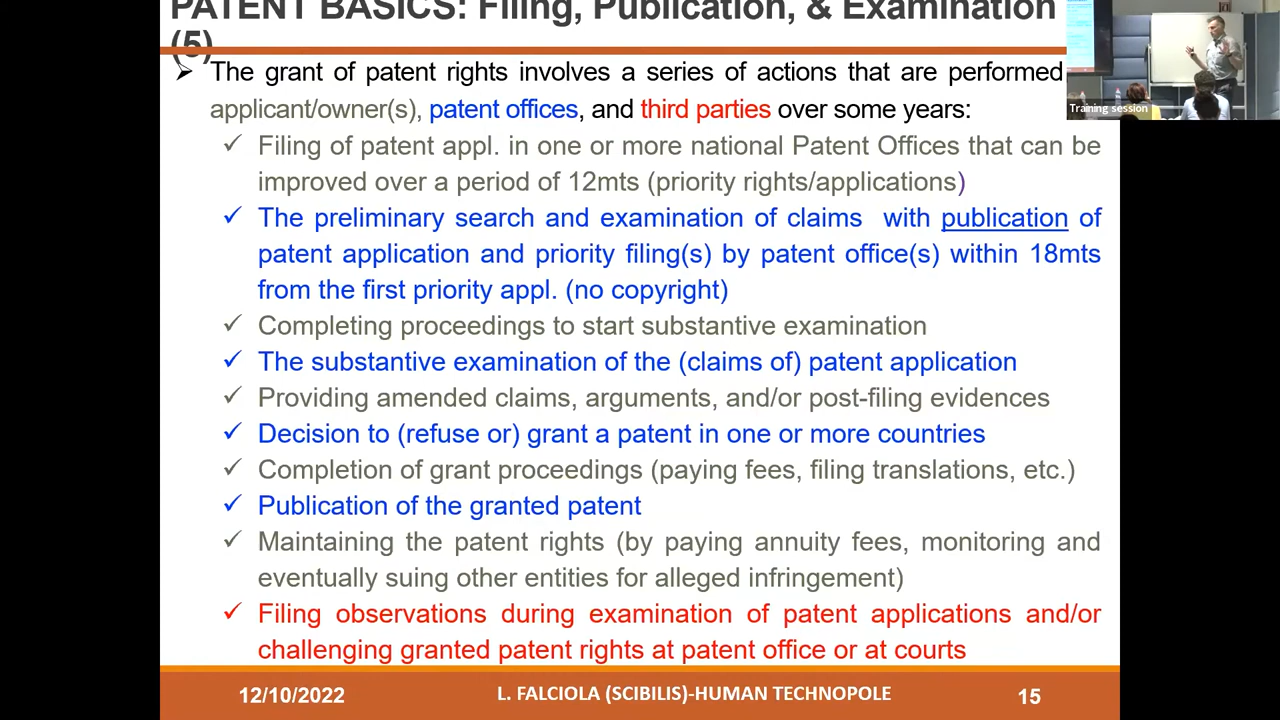 PATENT BASICS: Filing, Publication, & Examination
(5)
The grant of patent rights involves a series of actions that are performed
applicant/owner(s), patent offices, and third parties over some years:
Filing of patent appl. in one or more national Patent Offices that can be
improved over a period of 12mts (priority rights/applications)
The preliminary search and examination of claims with publication of
patent application and priority filing(s) by patent office(s) within 18mts
from the first priority appl. (no copyright)
Completing proceedings to start substantive examination
The substantive examination of the (claims of) patent application
Providing amended claims, arguments, and/or post-filing evidences
Decision to (refuse or) grant a patent in one or more countries
Completion of grant proceedings (paying fees, filing translations, etc.)
Publication of the granted patent
Maintaining the patent rights (by paying annuity fees, monitoring and
eventually suing other entities for alleged infringement)
Filing observations during examination of patent applications and/or
challenging granted patent rights at patent office or at courts
12/10/2022 L. FALCIOLA (SCIBILIS)-HUMAN TECHNOPOLE 15
Training session